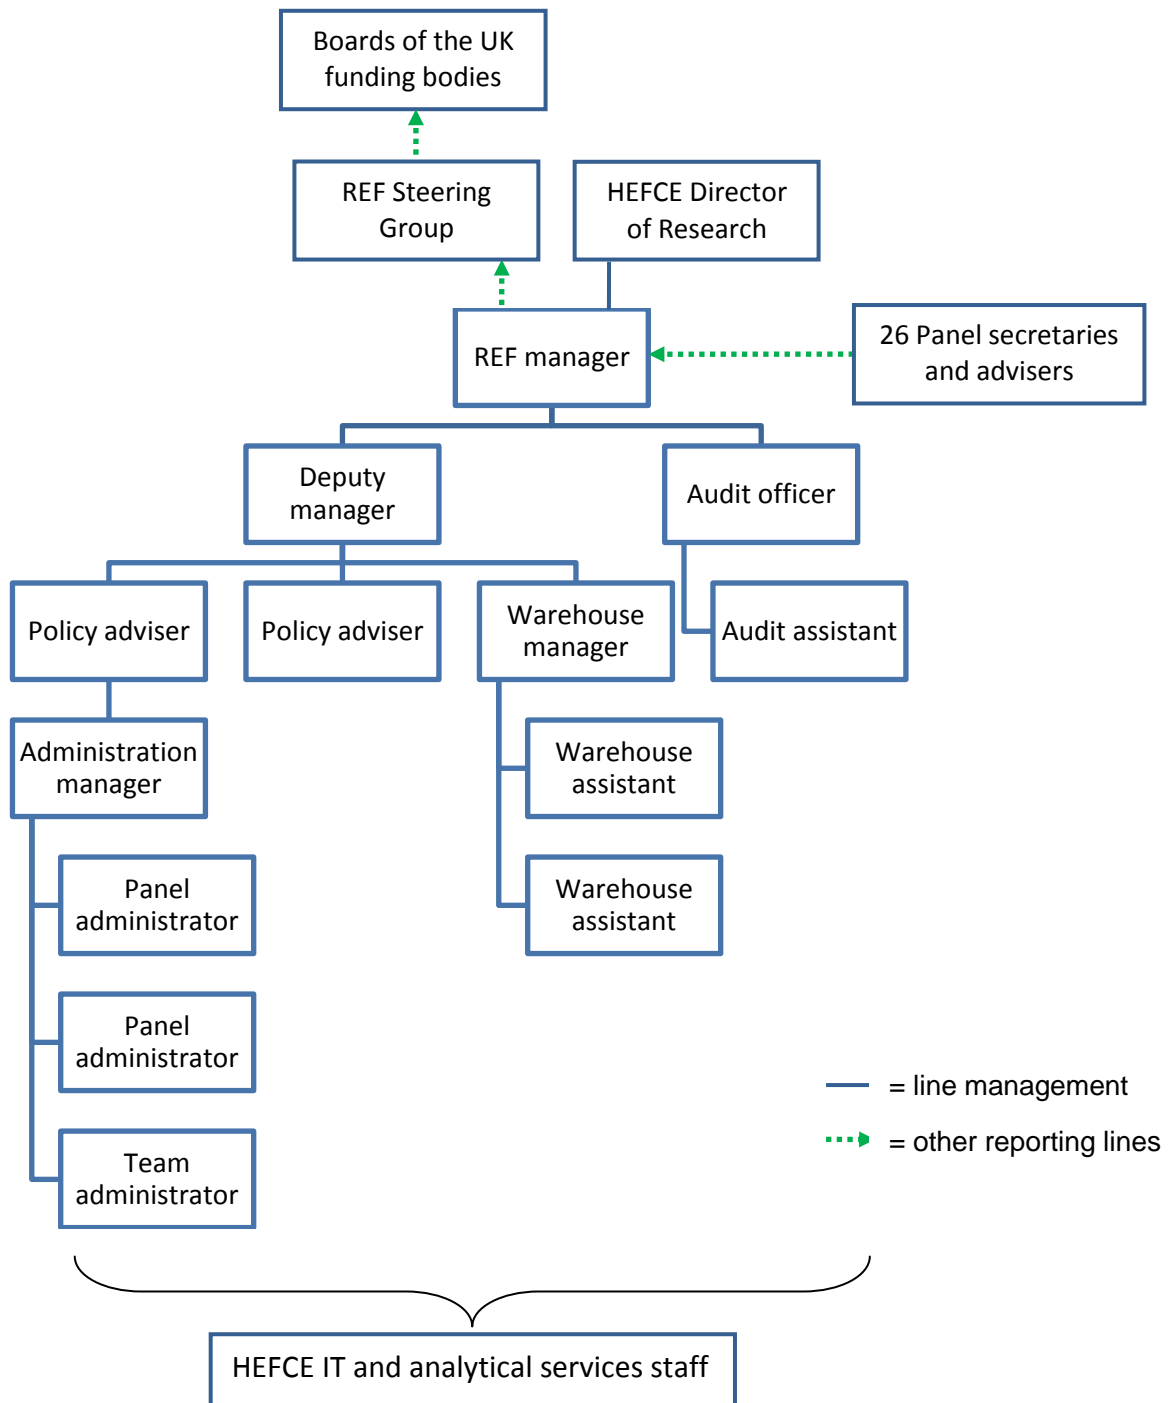 Boards of the UK
funding bodies
REF Steering
Group
HEFCE Director
of Research
REF manager
26 Panel secretaries
and advisers
Deputy
manager
Audit officer
Policy adviser
Policy adviser
Warehouse
manager
Audit assistant
Administration
manager
Warehouse
assistant
Panel
administrator
Warehouse
assistant
Panel
administrator
= line management
= other reporting lines
Team
administrator
HEFCE IT and analytical services staff